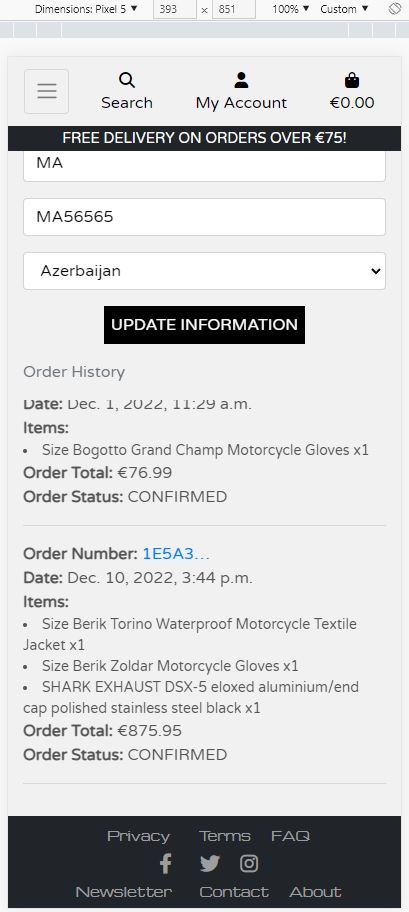 Dimensions: Pixel 5 ▼ 393 × 851 100% ▼ Custom ▼
Search My Account €0.00
FREE DELIVERY ON ORDERS OVER €75!
MA
MA56565
Azerbaijan
UPDATE INFORMATION
Order History
Date: Dec. 1, 2022, 11:29 a.m.
Items:
• Size Bogotto Grand Champ Motorcycle Gloves x1
Order Total: €76.99
Order Status: CONFIRMED
Order Number: 1E5A3...
Date: Dec. 10, 2022, 3:44 p.m.
Items:
• Size Berik Torino Waterproof Motorcycle Textile
Jacket x1
• Size Berik Zoldar Motorcycle Gloves x1
• SHARK EXHAUST DSX-5 eloxed aluminium/end
cap polished stainless steel black x1
Order Total: €875.95
Order Status: CONFIRMED
Privacy Terms FAQ
Newsletter Contact About